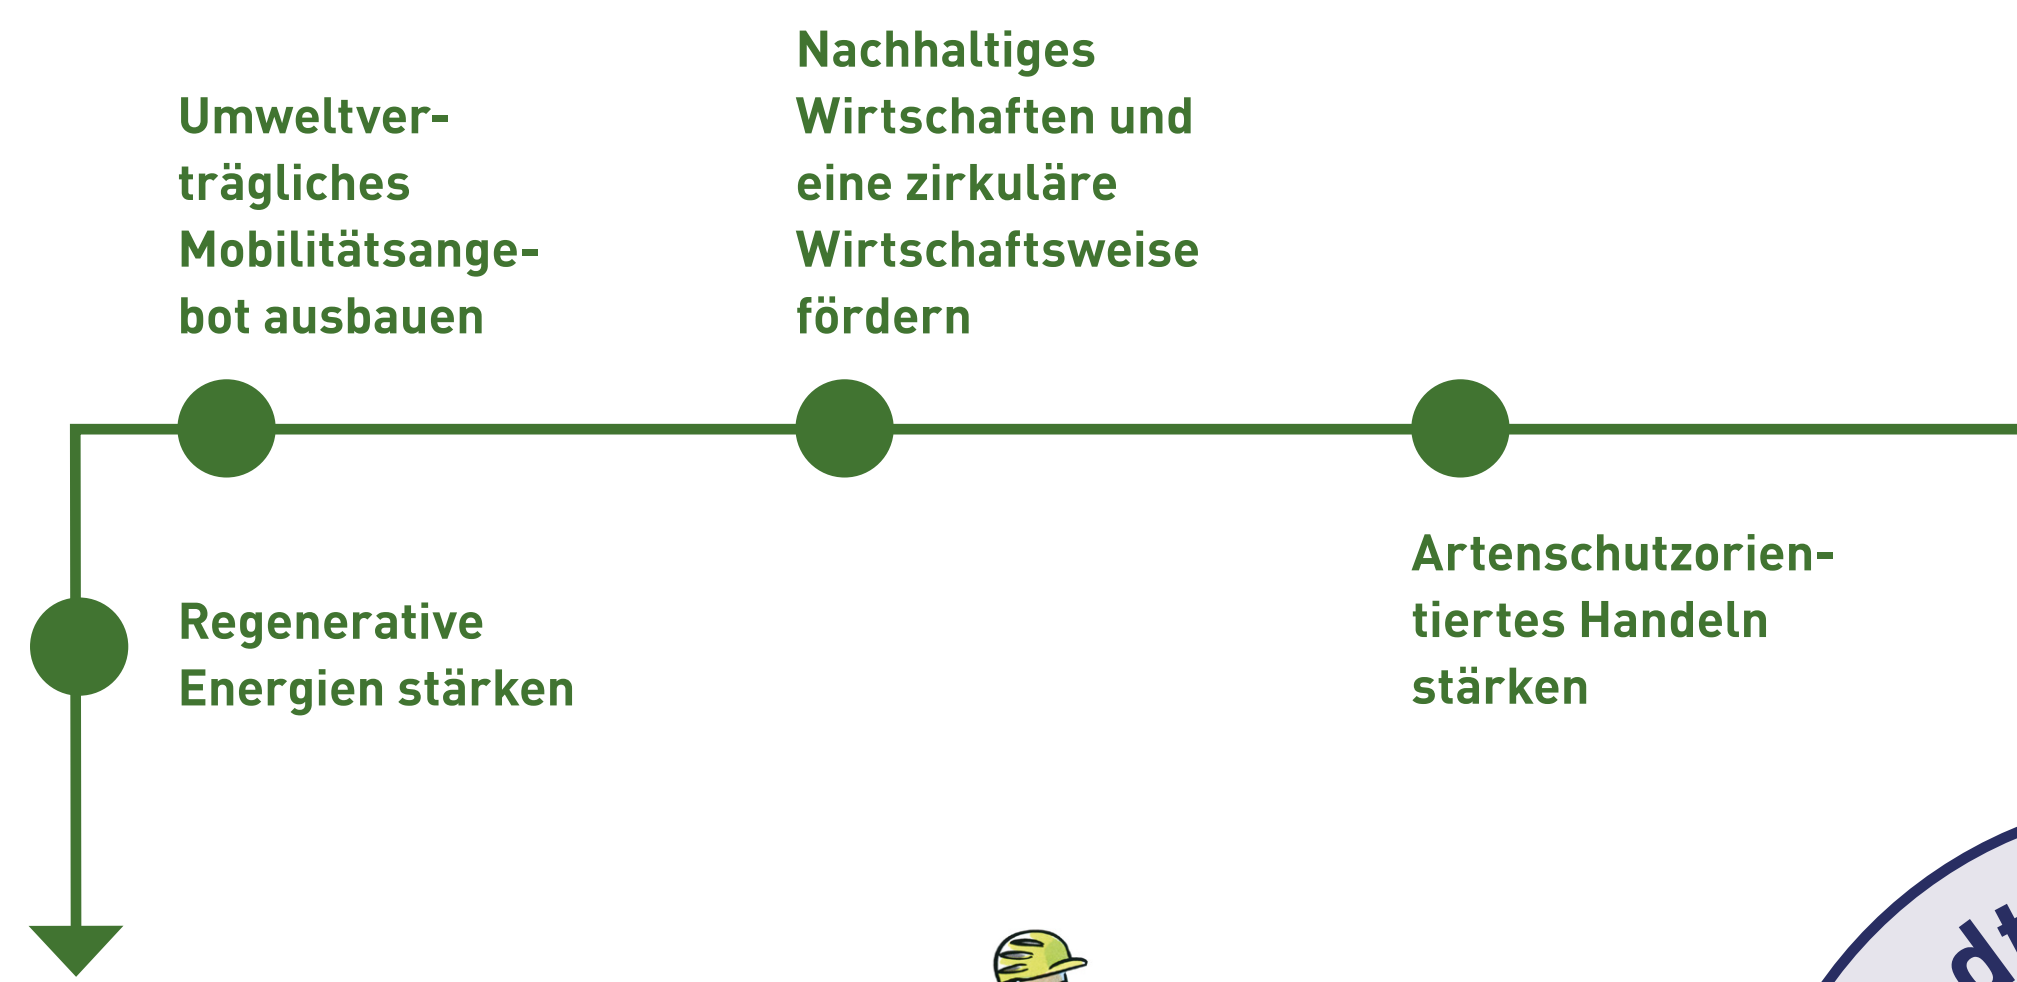 Umweltver-
trägliches
Mobilitätsange-
bot ausbauen
Nachhaltiges
Wirtschaften und
eine zirkuläre
Wirtschaftsweise
fördern
Regenerative
Energien stärken
Artenschutzorien-
tiertes Handeln
stärken